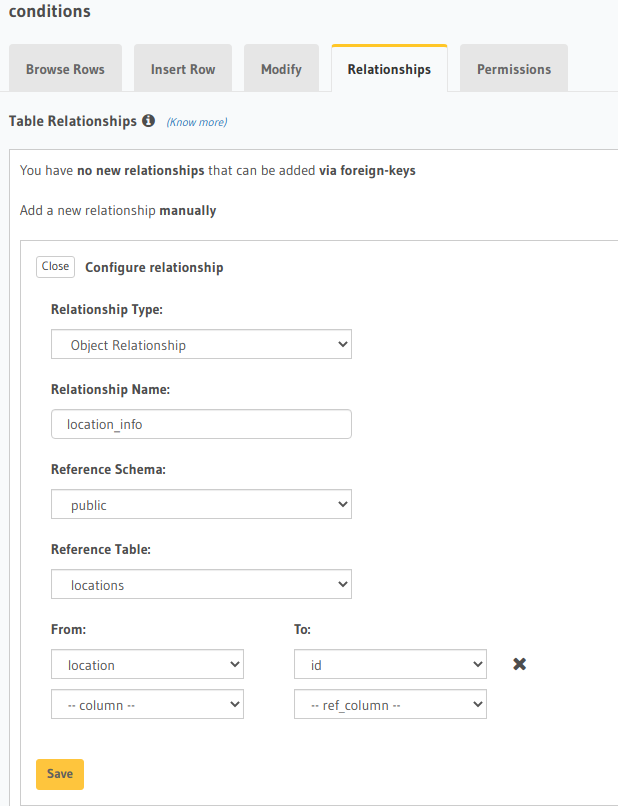 conditions
Browse Rows Insert Row Modify Relationships Permissions
Table Relationships (Know more)
You have no new relationships that can be added via foreign-keys
Add a new relationship manually
Close Configure relationship
Relationship Type:
Object Relationship
Relationship Name:
location_info
Reference Schema:
public
Reference Table:
locations
From: To:
location id
-- column -- -- ref_column --
Save